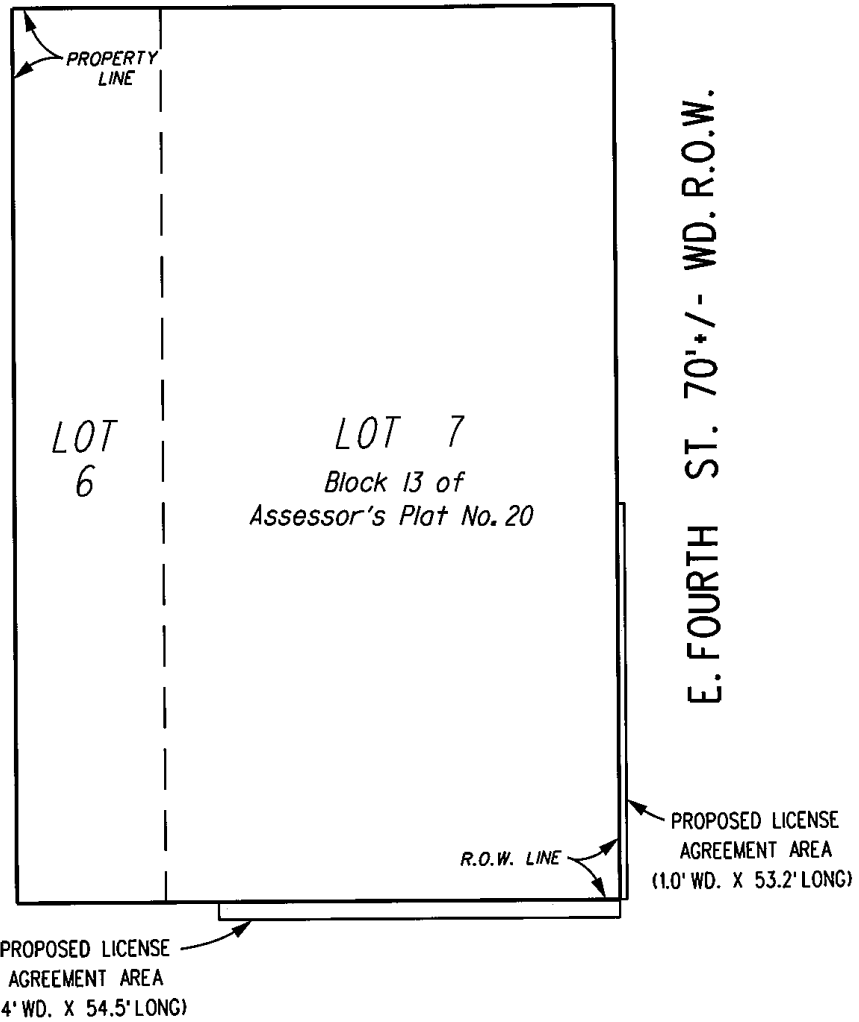 PROPERTY
LINE
E. FOURTH ST. 70'+/- WD. R.O.W.
LOT
6
LOT 7
Block 13 of
Assessor's Plat No. 20
R.O.W. LINE
PROPOSED LICENSE
AGREEMENT AREA
(1.0' WD. X 53.2' LONG)
PROPOSED LICENSE
AGREEMENT AREA
4' WD. X 54.5' LONG)